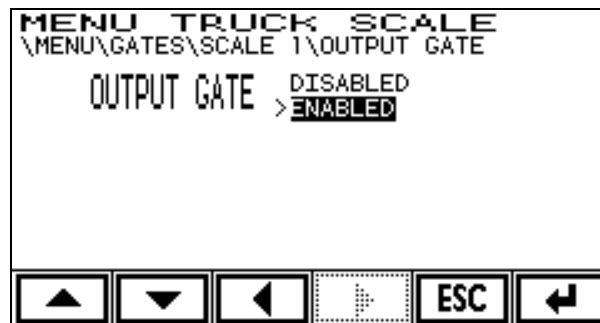 MENU TRUCK SCALE
\MENU\GATES\SCALE 1\OUTPUT GATE
OUTPUT GATE
DISABLED
>ENABLED
ESC